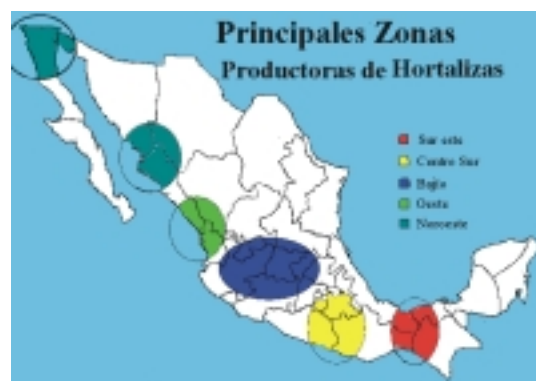 Principales Zonas
Productoras de Hortalizas
Sur este
Centro Sur
Bajío
Oeste
Noroeste